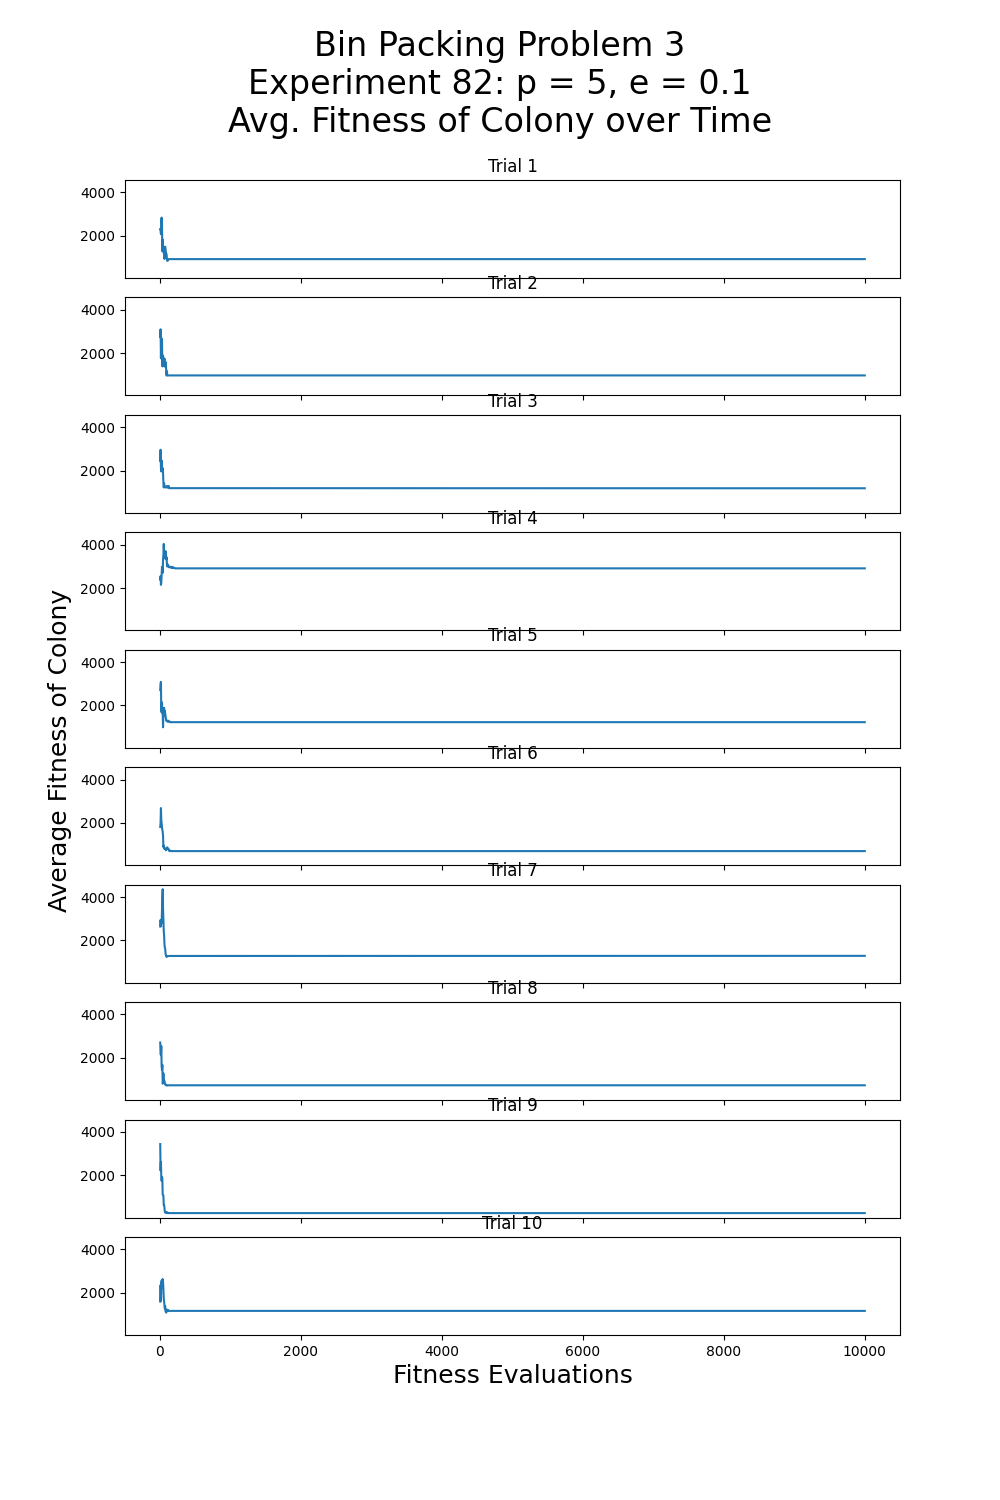 Bin Packing Problem 3
Experiment 82: p = 5, e = 0.1
Avg. Fitness of Colony over Time
Trial 1
4000
2000
Trial 2
4000
2000
Trial 3
4000
2000
Trial 4
4000
2000
Trial 5
4000
2000
Trial 6
4000
2000
Trial 7
4000
2000
Trial 8
4000
2000
Trial 9
4000
2000
Trial 10
4000
2000
0 2000 4000 6000 8000 10000
Fitness Evaluations
Average Fitness of Colony